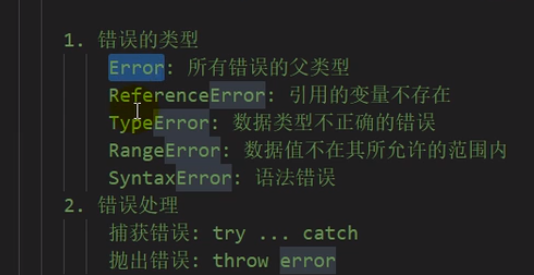 1. 错误的类型
Error: 所有错误的父类型
ReferenceError: 引用的变量不存在
TypeError: 数据类型不正确的错误
RangeError: 数据值不在其所允许的范围内
SyntaxError: 语法错误
2. 错误处理
捕获错误: try ... catch
抛出错误: throw error